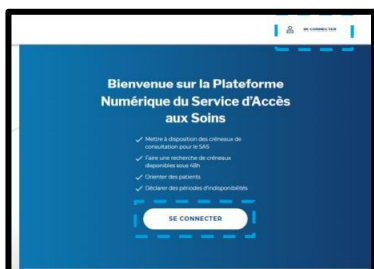 SE CONNECTER
Bienvenue sur la Plateforme
Numérique du Service d'Accès
aux Soins
Mettre à disposition des créneaux de
consultation pour le SAS
Faire une recherche de créneaux
disponibles sous 48h
Orienter des patients
Déclarer des périodes d'indisponibilités
SE CONNECTER